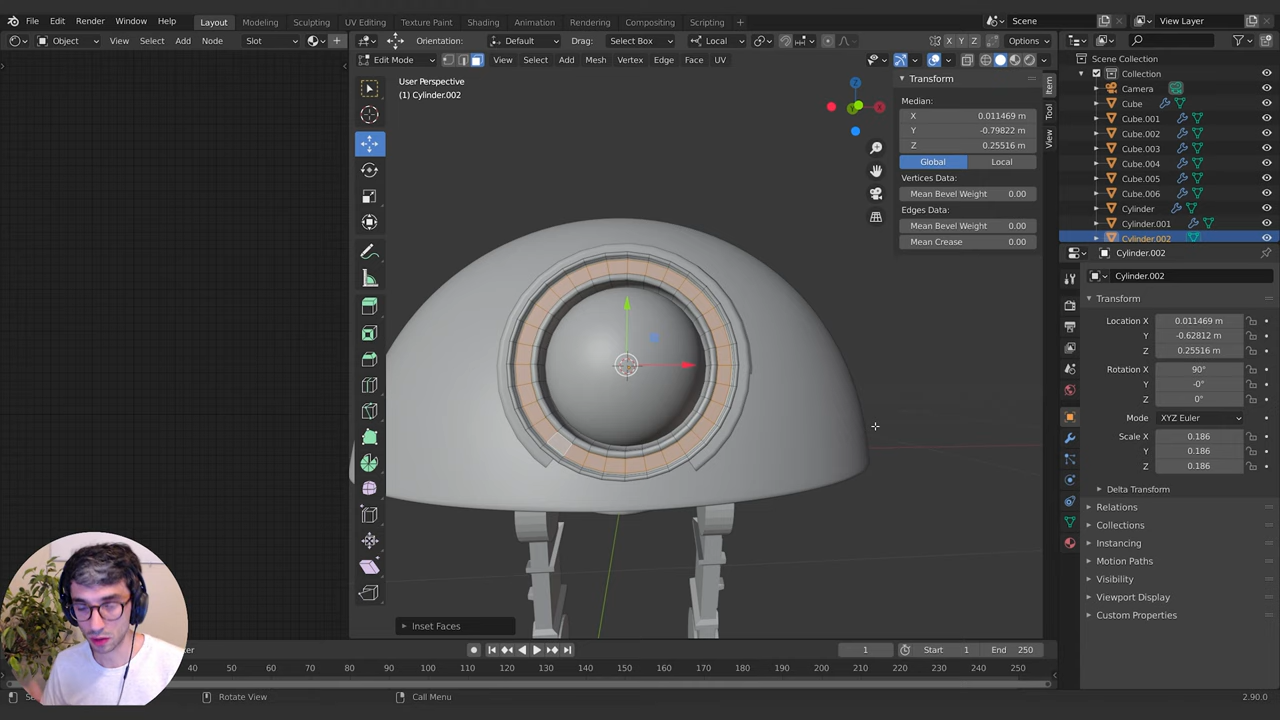 File Edit Render Window Help Layout Modeling Sculpting UV Editing Texture Paint Shading Animation Rendering Compositing Scripting + Scene View Layer
Object View Select Add Node Slot Orientation: Default Drag: Select Box Local X Y Z Options
Edit Mode View Select Add Mesh Vertex Edge Face UV
User Perspective
(1) Cylinder.002
Transform
Median:
X 0.011469 m
Y -0.79822 m
Z 0.25516 m
Global Local
Vertices Data:
Mean Bevel Weight 0.00
Edges Data:
Mean Bevel Weight 0.00
Mean Crease 0.00
Item
Tool
View
Scene Collection
Collection
Camera
Cube
Cube.001
Cube.002
Cube.003
Cube.004
Cube.005
Cube.006
Cylinder
Cylinder.001
Cylinder.002
Cylinder.002
Cylinder.002
Transform
Location X 0.011469 m
Y -0.62812 m
Z 0.25516 m
Rotation X 90°
Y -0°
Z 0°
Mode XYZ Euler
Scale X 0.186
Y 0.186
Z 0.186
Delta Transform
Relations
Collections
Instancing
Motion Paths
Visibility
Viewport Display
Custom Properties
Inset Faces
1 Start 1 End 250
40 50 60 70 80 90 100 110 120 130 140 150 160 170 180 190 200 210 220 230 240 250
Rotate View Call Menu 2.90.0